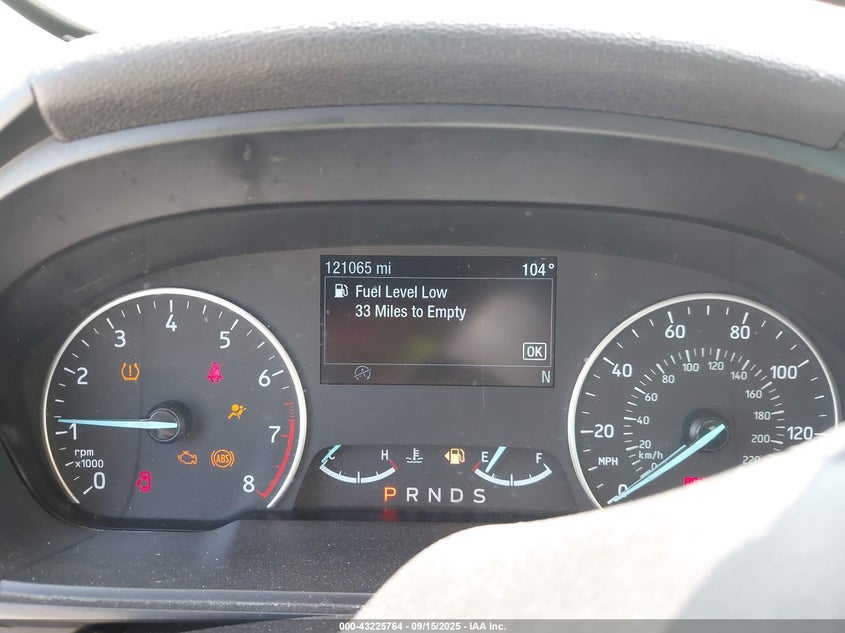 121065 mi 104°
Fuel Level Low
33 Miles to Empty
OK
N
0 1 2 3 4 5 6 7 8
rpm
x1000
ABS
H E F
P R N D S
0 20 40 60 80 100 120
MPH
0 20 40 60 80 100 120 140 160 180 200 220
km/h
000-43225764 - 09/15/2025 - IAA Inc.